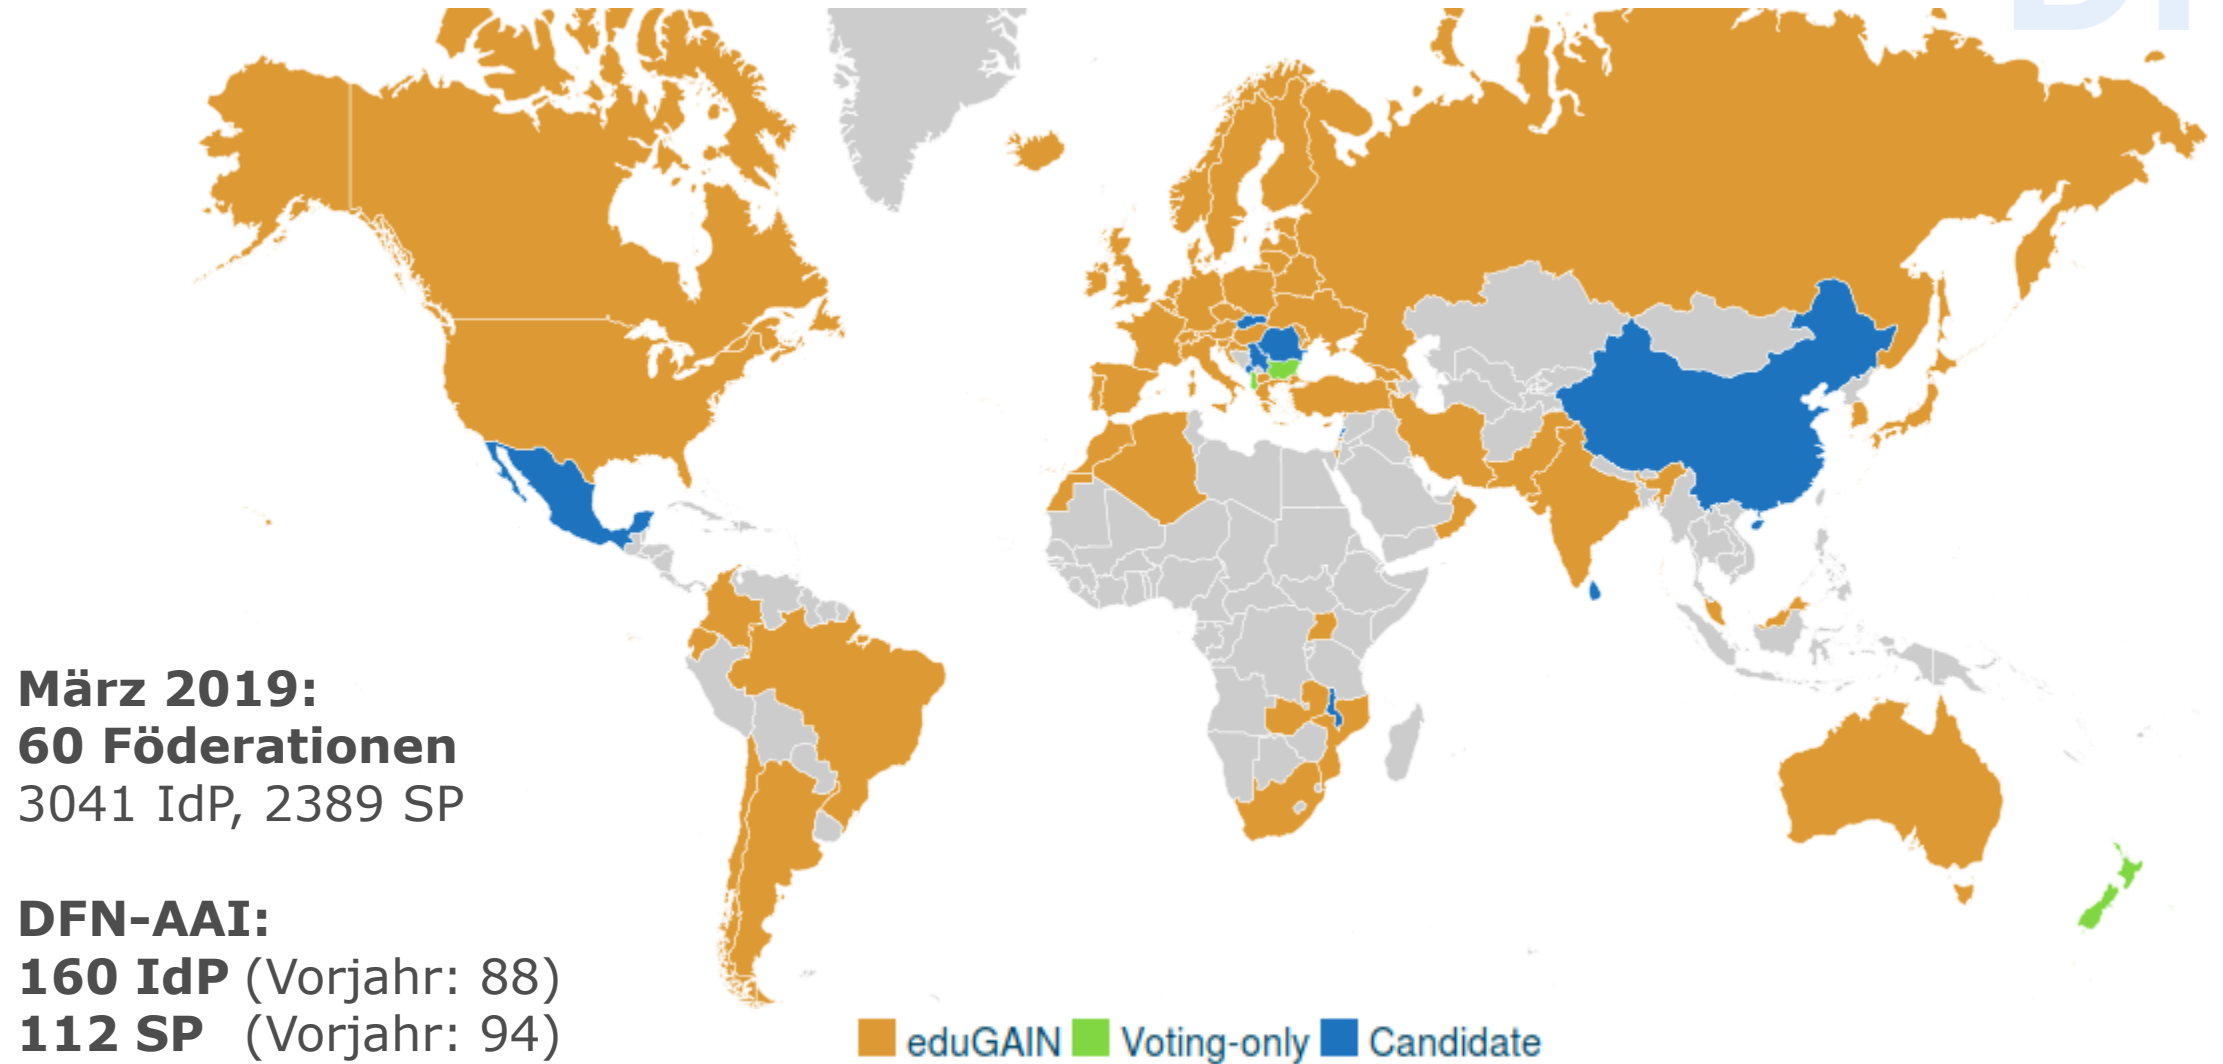 März 2019:
60 Föderationen
3041 IdP, 2389 SP
DFN-AAI:
160 IdP (Vorjahr: 88)
112 SP (Vorjahr: 94)
eduGAIN Voting-only Candidate